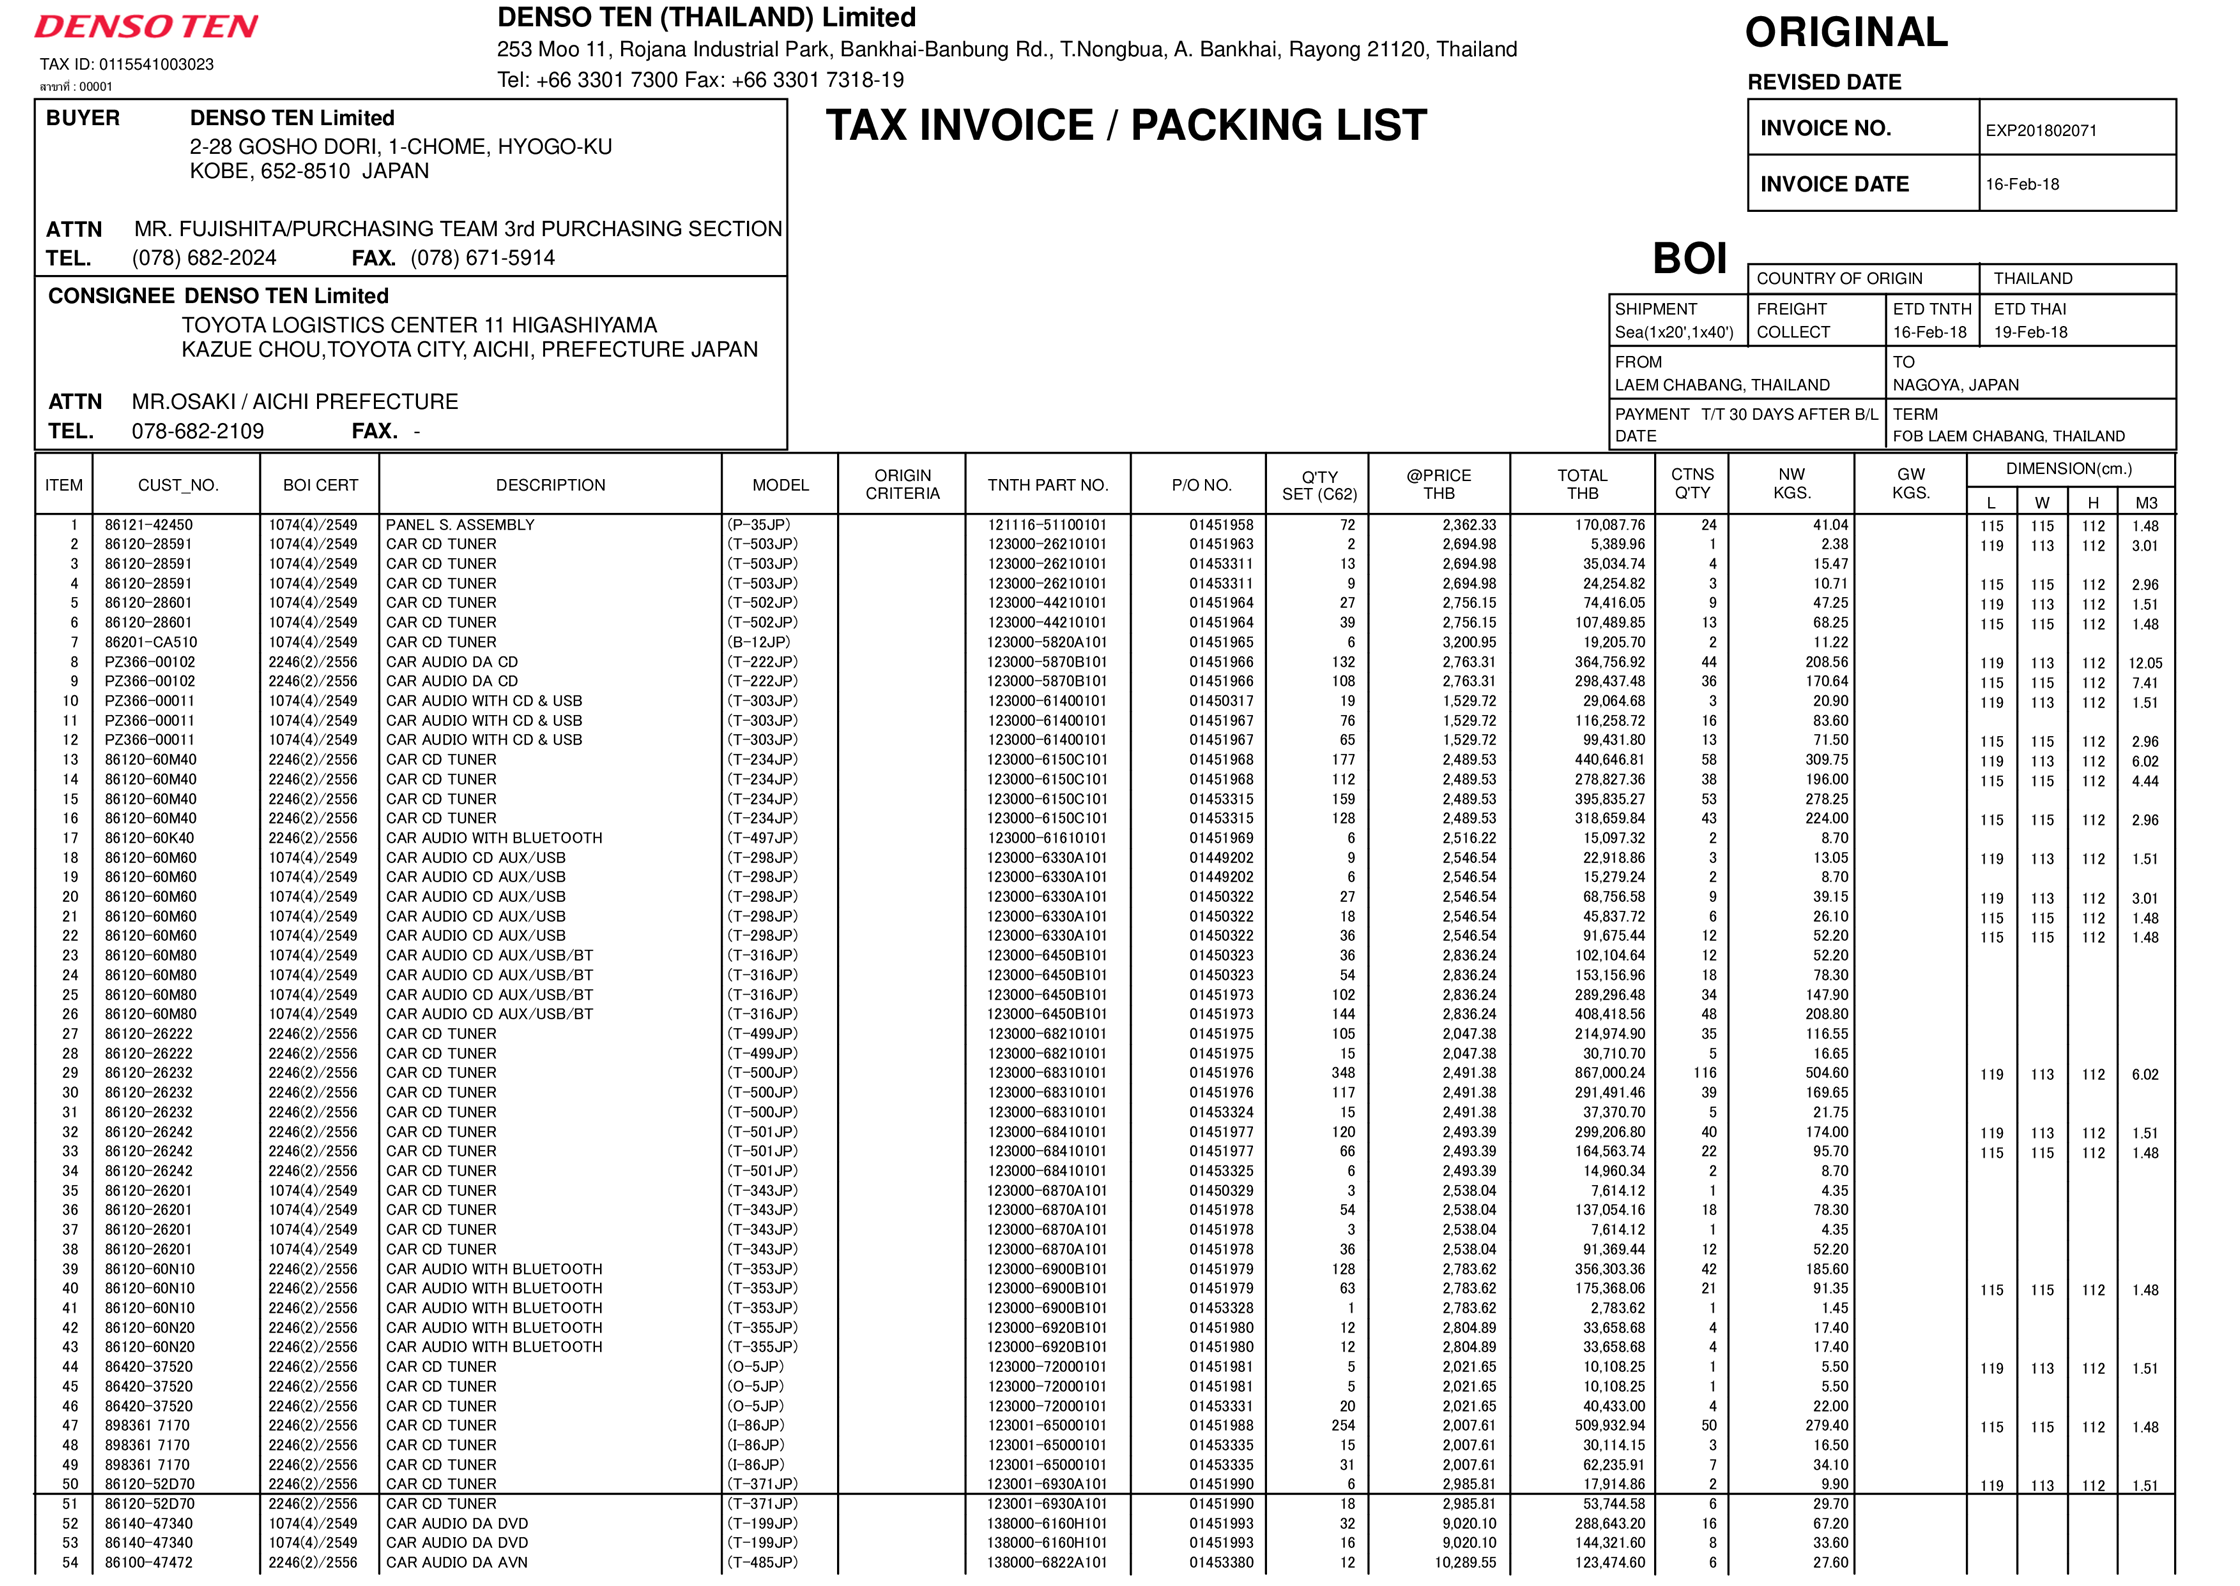 DENSO TEN
TAX ID: 0115541003023
สาขาที่ : 00001
DENSO TEN (THAILAND) Limited
253 Moo 11, Rojana Industrial Park, Bankhai-Banbung Rd., T.Nongbua, A. Bankhai, Rayong 21120, Thailand
Tel: +66 3301 7300 Fax: +66 3301 7318-19
TAX INVOICE / PACKING LIST
ORIGINAL
REVISED DATE
INVOICE NO. EXP201802071
INVOICE DATE 16-Feb-18
BUYER DENSO TEN Limited
2-28 GOSHO DORI, 1-CHOME, HYOGO-KU
KOBE, 652-8510 JAPAN
ATTN MR. FUJISHITA/PURCHASING TEAM 3rd PURCHASING SECTION
TEL. (078) 682-2024 FAX. (078) 671-5914
CONSIGNEE DENSO TEN Limited
TOYOTA LOGISTICS CENTER 11 HIGASHIYAMA
KAZUE CHOU,TOYOTA CITY, AICHI, PREFECTURE JAPAN
ATTN MR.OSAKI / AICHI PREFECTURE
TEL. 078-682-2109 FAX. -
BOI
COUNTRY OF ORIGIN THAILAND
SHIPMENT FREIGHT ETD TNTH ETD THAI
Sea(1x20',1x40') COLLECT 16-Feb-18 19-Feb-18
FROM TO
LAEM CHABANG, THAILAND NAGOYA, JAPAN
PAYMENT T/T 30 DAYS AFTER B/L TERM
DATE FOB LAEM CHABANG, THAILAND
ITEM CUST_NO. BOI CERT DESCRIPTION MODEL ORIGIN CRITERIA TNTH PART NO. P/O NO. Q'TY SET (C62) @PRICE THB TOTAL THB CTNS Q'TY NW KGS. GW KGS. DIMENSION(cm.) L W H M3
1 86121-42450 1074(4)/2549 PANEL S. ASSEMBLY (P-35JP) 121116-51100101 01451958 72 2,362.33 170,087.76 24 41.04 115 115 112 1.48
2 86120-28591 1074(4)/2549 CAR CD TUNER (T-503JP) 123000-26210101 01451963 2 2,694.98 5,389.96 1 2.38 119 113 112 3.01
3 86120-28591 1074(4)/2549 CAR CD TUNER (T-503JP) 123000-26210101 01453311 13 2,694.98 35,034.74 4 15.47
4 86120-28591 1074(4)/2549 CAR CD TUNER (T-503JP) 123000-26210101 01453311 9 2,694.98 24,254.82 3 10.71 115 115 112 2.96
5 86120-28601 1074(4)/2549 CAR CD TUNER (T-502JP) 123000-44210101 01451964 27 2,756.15 74,416.05 9 47.25 119 113 112 1.51
6 86120-28601 1074(4)/2549 CAR CD TUNER (T-502JP) 123000-44210101 01451964 39 2,756.15 107,489.85 13 68.25 115 115 112 1.48
7 86201-CA510 1074(4)/2549 CAR CD TUNER (B-12JP) 123000-5820A101 01451965 6 3,200.95 19,205.70 2 11.22
8 PZ366-00102 2246(2)/2556 CAR AUDIO DA CD (T-222JP) 123000-5870B101 01451966 132 2,763.31 364,756.92 44 208.56 119 113 112 12.05
9 PZ366-00102 2246(2)/2556 CAR AUDIO DA CD (T-222JP) 123000-5870B101 01451966 108 2,763.31 298,437.48 36 170.64 115 115 112 7.41
10 PZ366-00011 1074(4)/2549 CAR AUDIO WITH CD & USB (T-303JP) 123000-61400101 01450317 19 1,529.72 29,064.68 3 20.90 119 113 112 1.51
11 PZ366-00011 1074(4)/2549 CAR AUDIO WITH CD & USB (T-303JP) 123000-61400101 01451967 76 1,529.72 116,258.72 16 83.60
12 PZ366-00011 1074(4)/2549 CAR AUDIO WITH CD & USB (T-303JP) 123000-61400101 01451967 65 1,529.72 99,431.80 13 71.50 115 115 112 2.96
13 86120-60M40 2246(2)/2556 CAR CD TUNER (T-234JP) 123000-6150C101 01451968 177 2,489.53 440,646.81 58 309.75 119 113 112 6.02
14 86120-60M40 2246(2)/2556 CAR CD TUNER (T-234JP) 123000-6150C101 01451968 112 2,489.53 278,827.36 38 196.00 115 115 112 4.44
15 86120-60M40 2246(2)/2556 CAR CD TUNER (T-234JP) 123000-6150C101 01453315 159 2,489.53 395,835.27 53 278.25
16 86120-60M40 2246(2)/2556 CAR CD TUNER (T-234JP) 123000-6150C101 01453315 128 2,489.53 318,659.84 43 224.00 115 115 112 2.96
17 86120-60K40 2246(2)/2556 CAR AUDIO WITH BLUETOOTH (T-497JP) 123000-61610101 01451969 6 2,516.22 15,097.32 2 8.70
18 86120-60M60 1074(4)/2549 CAR AUDIO CD AUX/USB (T-298JP) 123000-6330A101 01449202 9 2,546.54 22,918.86 3 13.05 119 113 112 1.51
19 86120-60M60 1074(4)/2549 CAR AUDIO CD AUX/USB (T-298JP) 123000-6330A101 01449202 6 2,546.54 15,279.24 2 8.70
20 86120-60M60 1074(4)/2549 CAR AUDIO CD AUX/USB (T-298JP) 123000-6330A101 01450322 27 2,546.54 68,756.58 9 39.15 119 113 112 3.01
21 86120-60M60 1074(4)/2549 CAR AUDIO CD AUX/USB (T-298JP) 123000-6330A101 01450322 18 2,546.54 45,837.72 6 26.10 115 115 112 1.48
22 86120-60M60 1074(4)/2549 CAR AUDIO CD AUX/USB (T-298JP) 123000-6330A101 01450322 36 2,546.54 91,675.44 12 52.20 115 115 112 1.48
23 86120-60M80 1074(4)/2549 CAR AUDIO CD AUX/USB/BT (T-316JP) 123000-6450B101 01450323 36 2,836.24 102,104.64 12 52.20
24 86120-60M80 1074(4)/2549 CAR AUDIO CD AUX/USB/BT (T-316JP) 123000-6450B101 01450323 54 2,836.24 153,156.96 18 78.30
25 86120-60M80 1074(4)/2549 CAR AUDIO CD AUX/USB/BT (T-316JP) 123000-6450B101 01451973 102 2,836.24 289,296.48 34 147.90
26 86120-60M80 1074(4)/2549 CAR AUDIO CD AUX/USB/BT (T-316JP) 123000-6450B101 01451973 144 2,836.24 408,418.56 48 208.80
27 86120-26222 2246(2)/2556 CAR CD TUNER (T-499JP) 123000-68210101 01451975 105 2,047.38 214,974.90 35 116.55
28 86120-26222 2246(2)/2556 CAR CD TUNER (T-499JP) 123000-68210101 01451975 15 2,047.38 30,710.70 5 16.65
29 86120-26232 2246(2)/2556 CAR CD TUNER (T-500JP) 123000-68310101 01451976 348 2,491.38 867,000.24 116 504.60 119 113 112 6.02
30 86120-26232 2246(2)/2556 CAR CD TUNER (T-500JP) 123000-68310101 01451976 117 2,491.38 291,491.46 39 169.65
31 86120-26232 2246(2)/2556 CAR CD TUNER (T-500JP) 123000-68310101 01453324 15 2,491.38 37,370.70 5 21.75
32 86120-26242 2246(2)/2556 CAR CD TUNER (T-501JP) 123000-68410101 01451977 120 2,493.39 299,206.80 40 174.00 119 113 112 1.51
33 86120-26242 2246(2)/2556 CAR CD TUNER (T-501JP) 123000-68410101 01451977 66 2,493.39 164,563.74 22 95.70 115 115 112 1.48
34 86120-26242 2246(2)/2556 CAR CD TUNER (T-501JP) 123000-68410101 01453325 6 2,493.39 14,960.34 2 8.70
35 86120-26201 1074(4)/2549 CAR CD TUNER (T-343JP) 123000-6870A101 01450329 3 2,538.04 7,614.12 1 4.35
36 86120-26201 1074(4)/2549 CAR CD TUNER (T-343JP) 123000-6870A101 01451978 54 2,538.04 137,054.16 18 78.30
37 86120-26201 1074(4)/2549 CAR CD TUNER (T-343JP) 123000-6870A101 01451978 3 2,538.04 7,614.12 1 4.35
38 86120-26201 1074(4)/2549 CAR CD TUNER (T-343JP) 123000-6870A101 01451978 36 2,538.04 91,369.44 12 52.20
39 86120-60N10 2246(2)/2556 CAR AUDIO WITH BLUETOOTH (T-353JP) 123000-6900B101 01451979 128 2,783.62 356,303.36 42 185.60
40 86120-60N10 2246(2)/2556 CAR AUDIO WITH BLUETOOTH (T-353JP) 123000-6900B101 01451979 63 2,783.62 175,368.06 21 91.35 115 115 112 1.48
41 86120-60N10 2246(2)/2556 CAR AUDIO WITH BLUETOOTH (T-353JP) 123000-6900B101 01453328 1 2,783.62 2,783.62 1 1.45
42 86120-60N20 2246(2)/2556 CAR AUDIO WITH BLUETOOTH (T-355JP) 123000-6920B101 01451980 12 2,804.89 33,658.68 4 17.40
43 86120-60N20 2246(2)/2556 CAR AUDIO WITH BLUETOOTH (T-355JP) 123000-6920B101 01451980 12 2,804.89 33,658.68 4 17.40
44 86420-37520 2246(2)/2556 CAR CD TUNER (O-5JP) 123000-72000101 01451981 5 2,021.65 10,108.25 1 5.50 119 113 112 1.51
45 86420-37520 2246(2)/2556 CAR CD TUNER (O-5JP) 123000-72000101 01451981 5 2,021.65 10,108.25 1 5.50
46 86420-37520 2246(2)/2556 CAR CD TUNER (O-5JP) 123000-72000101 01453331 20 2,021.65 40,433.00 4 22.00
47 898361 7170 2246(2)/2556 CAR CD TUNER (I-86JP) 123001-65000101 01451988 254 2,007.61 509,932.94 50 279.40 115 115 112 1.48
48 898361 7170 2246(2)/2556 CAR CD TUNER (I-86JP) 123001-65000101 01453335 15 2,007.61 30,114.15 3 16.50
49 898361 7170 2246(2)/2556 CAR CD TUNER (I-86JP) 123001-65000101 01453335 31 2,007.61 62,235.91 7 34.10
50 86120-52D70 2246(2)/2556 CAR CD TUNER (T-371JP) 123001-6930A101 01451990 6 2,985.81 17,914.86 2 9.90 119 113 112 1.51
51 86120-52D70 2246(2)/2556 CAR CD TUNER (T-371JP) 123001-6930A101 01451990 18 2,985.81 53,744.58 6 29.70
52 86140-47340 1074(4)/2549 CAR AUDIO DA DVD (T-199JP) 138000-6160H101 01451993 32 9,020.10 288,643.20 16 67.20
53 86140-47340 1074(4)/2549 CAR AUDIO DA DVD (T-199JP) 138000-6160H101 01451993 16 9,020.10 144,321.60 8 33.60
54 86100-47472 2246(2)/2556 CAR AUDIO DA AVN (T-485JP) 138000-6822A101 01453380 12 10,289.55 123,474.60 6 27.60